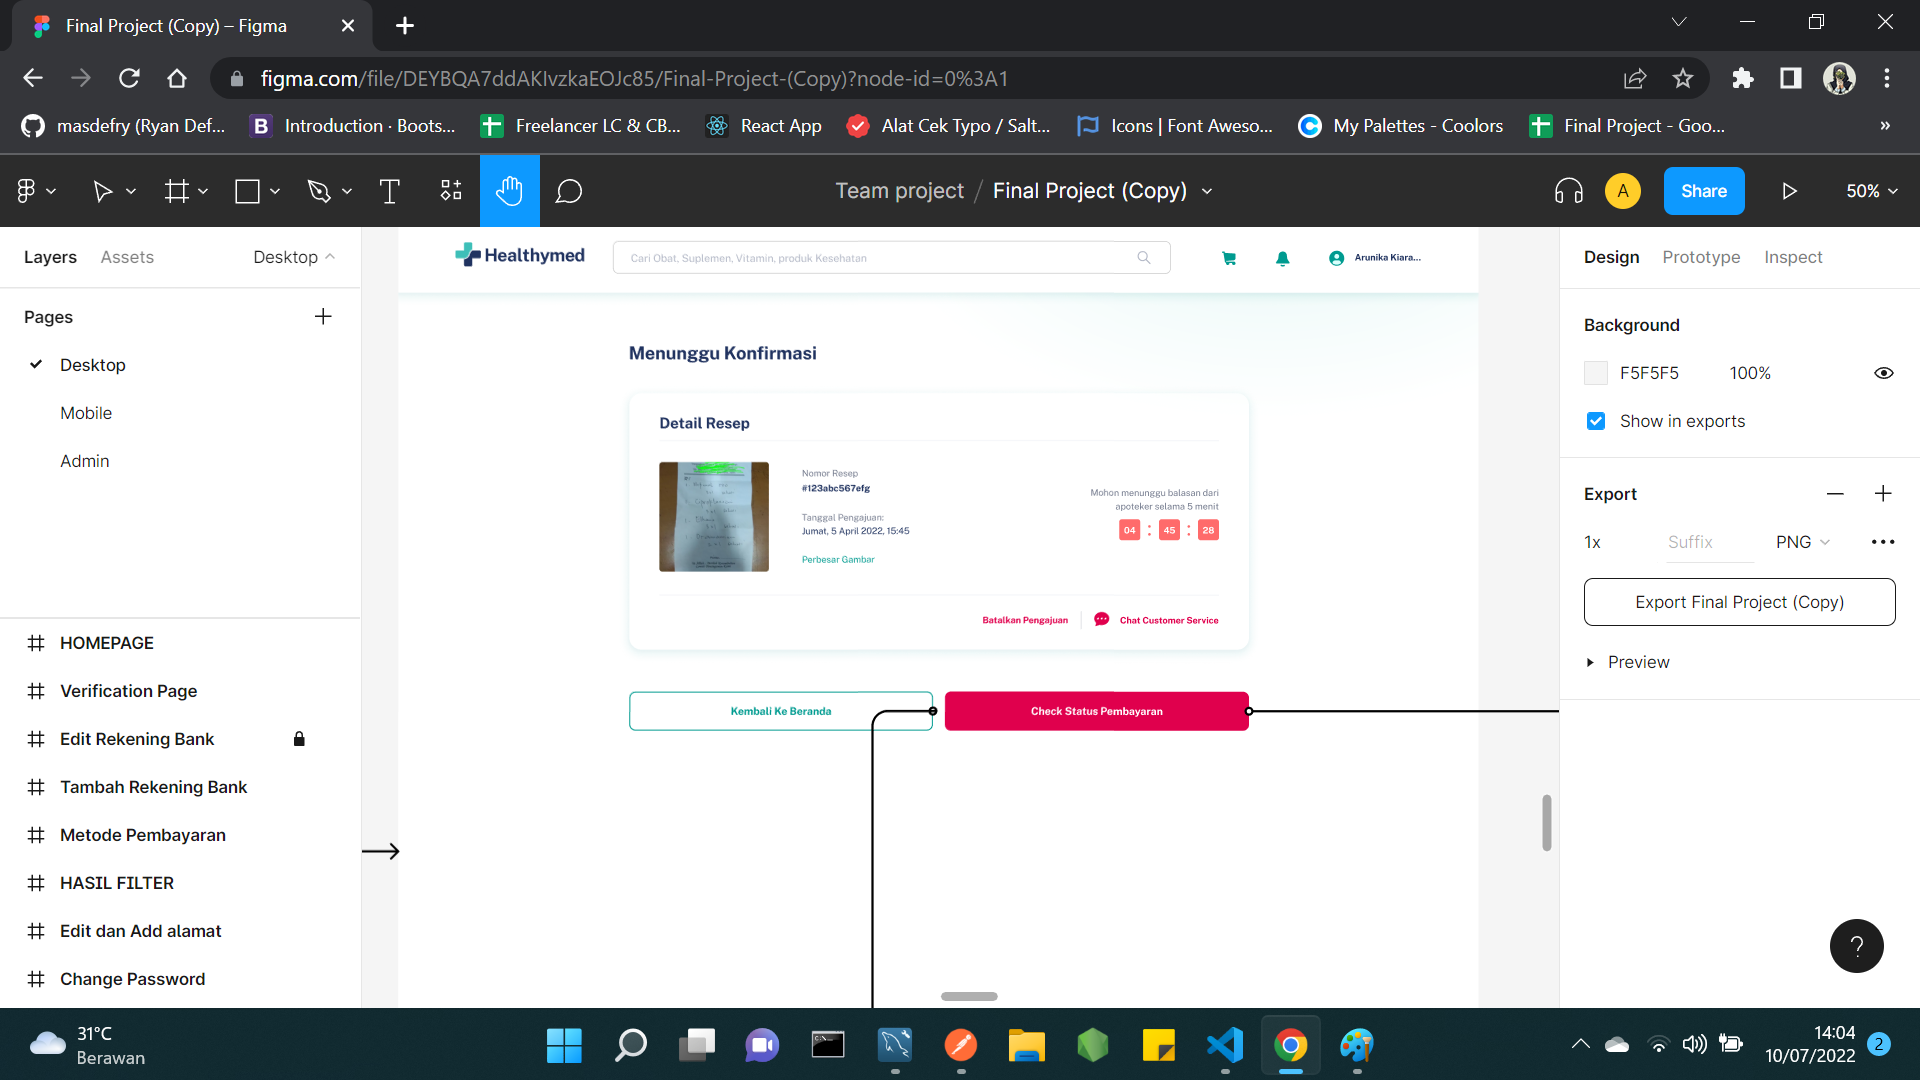 Final Project (Copy) – Figma
figma.com/file/DEYBQA7ddAKIvzkaEOJc85/Final-Project-(Copy)?node-id=0%3A1
masdefry (Ryan Def...
Introduction · Boots...
Freelancer LC & CB...
React App
Alat Cek Typo / Salt...
Icons | Font Aweso...
My Palettes - Coolors
Final Project - Goo...
»
Team project / Final Project (Copy)
A
Share
50%
Layers
Assets
Desktop
Pages
Desktop
Mobile
Admin
HOMEPAGE
Verification Page
Edit Rekening Bank
Tambah Rekening Bank
Metode Pembayaran
HASIL FILTER
Edit dan Add alamat
Change Password
Healthymed
Cari Obat, Suplemen, Vitamin, produk Kesehatan
Arunika Kiara...
Menunggu Konfirmasi
Detail Resep
Nomor Resep
#123abc567efg
Tanggal Pengajuan:
Jumat, 5 April 2022, 15:45
Perbesar Gambar
Mohon menunggu balasan dari
apoteker selama 5 menit
04 : 45 : 28
Batalkan Pengajuan
Chat Customer Service
Kembali Ke Beranda
Check Status Pembayaran
Design
Prototype
Inspect
Background
F5F5F5
100%
Show in exports
Export
1x
Suffix
PNG
Export Final Project (Copy)
Preview
?
31°C
Berawan
14:04
10/07/2022
2